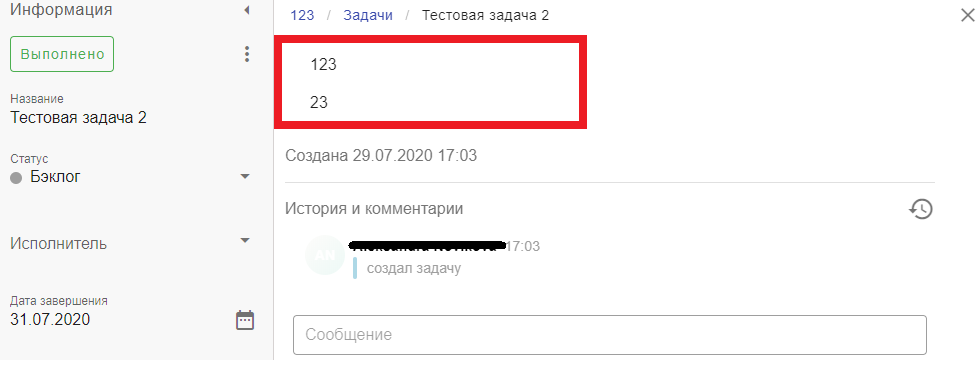 Информация
Выполнено
Название
Тестовая задача 2
Статус
Бэклог
Исполнитель
Дата завершения
31.07.2020
123 / Задачи / Тестовая задача 2
123
23
Создана 29.07.2020 17:03
История и комментарии
AN
17:03
создал задачу
Сообщение